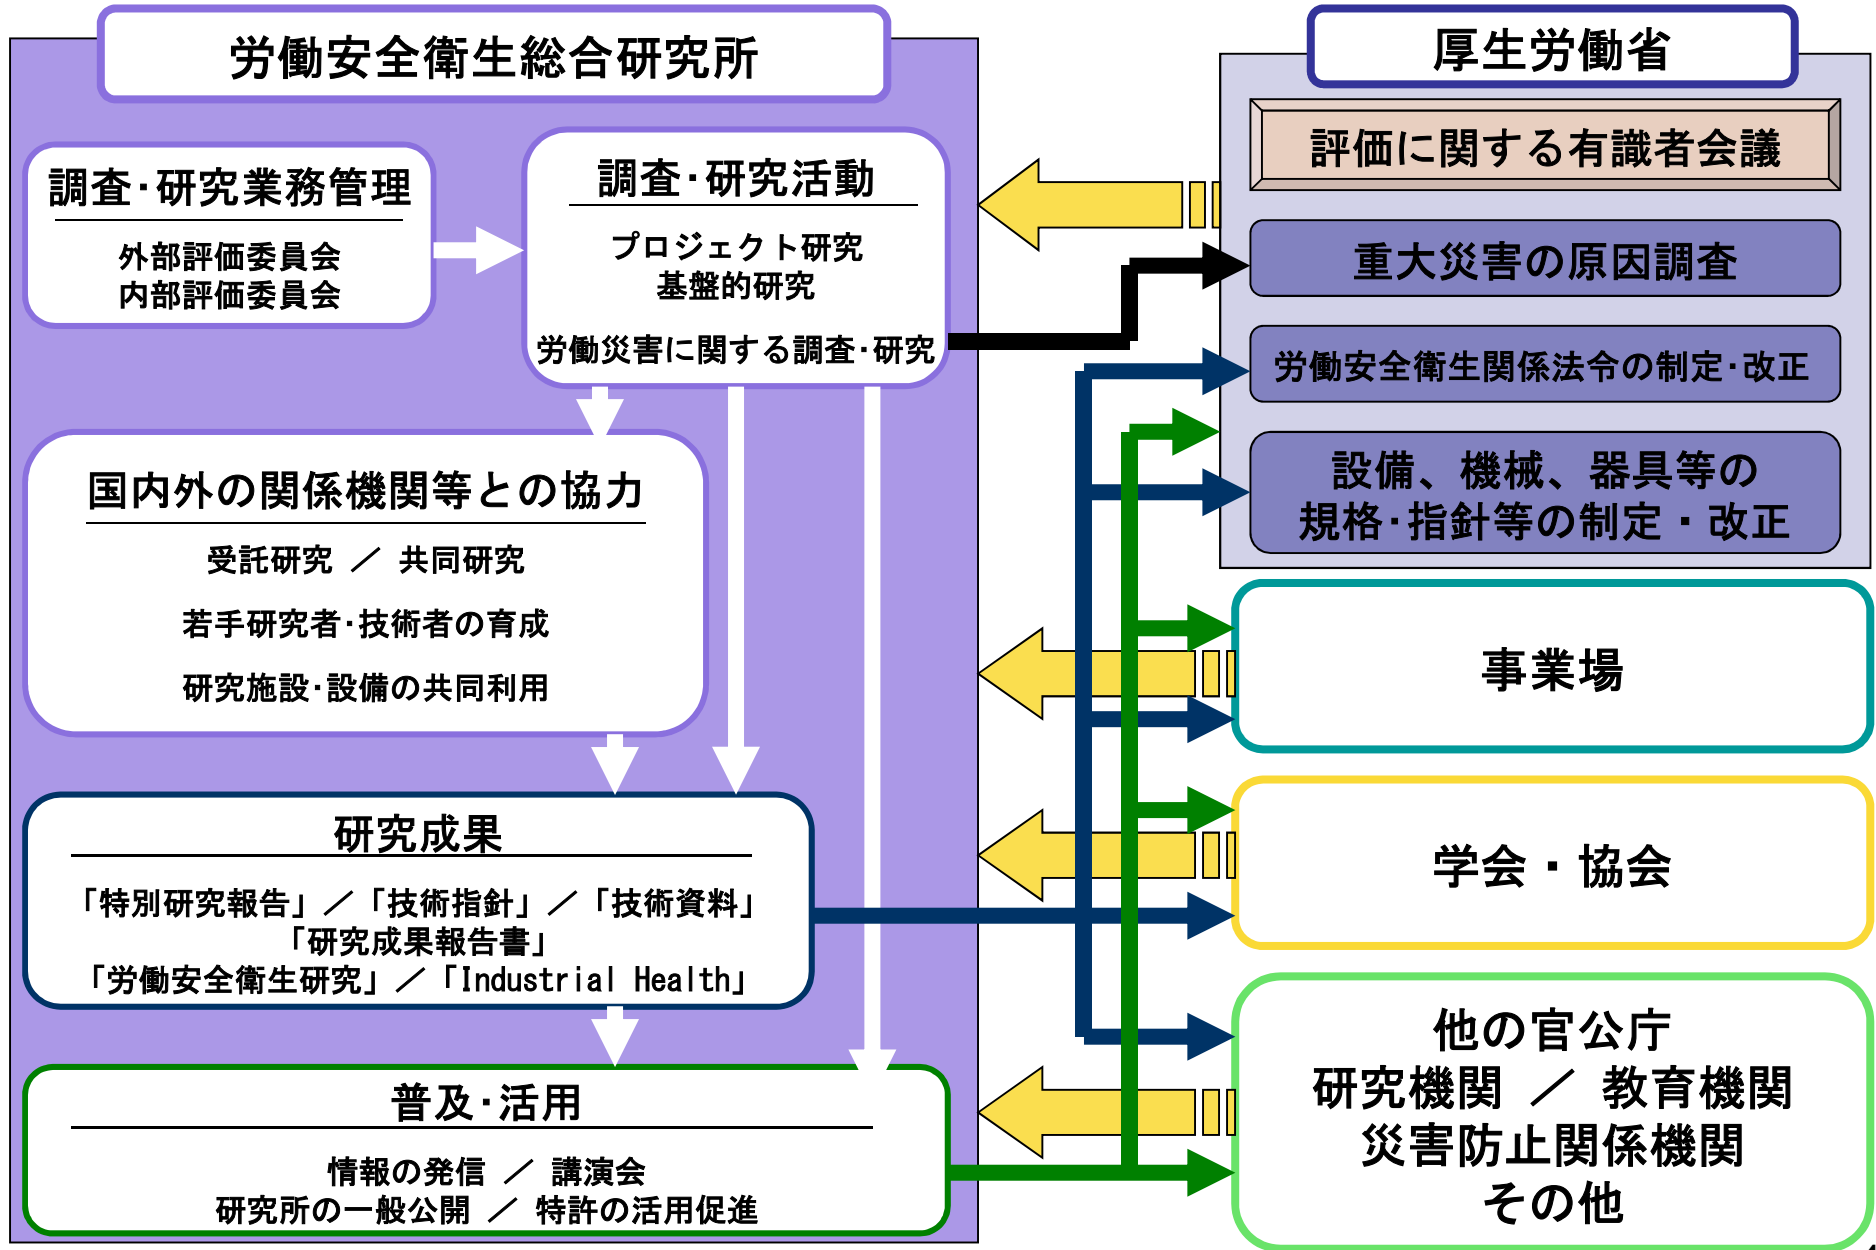 労働安全衛生総合研究所
調査・研究業務管理
外部評価委員会
内部評価委員会
調査・研究活動
プロジェクト研究
基盤的研究
労働災害に関する調査・研究
国内外の関係機関等との協力
受託研究 ／ 共同研究
若手研究者・技術者の育成
研究施設・設備の共同利用
研究成果
「特別研究報告」／「技術指針」／「技術資料」
「研究成果報告書」
「労働安全衛生研究」／「Industrial Health」
普及・活用
情報の発信 ／ 講演会
研究所の一般公開 ／ 特許の活用促進
厚生労働省
評価に関する有識者会議
重大災害の原因調査
労働安全衛生関係法令の制定・改正
設備、機械、器具等の
規格・指針等の制定・改正
事業場
学会・協会
他の官公庁
研究機関 ／ 教育機関
災害防止関係機関
その他